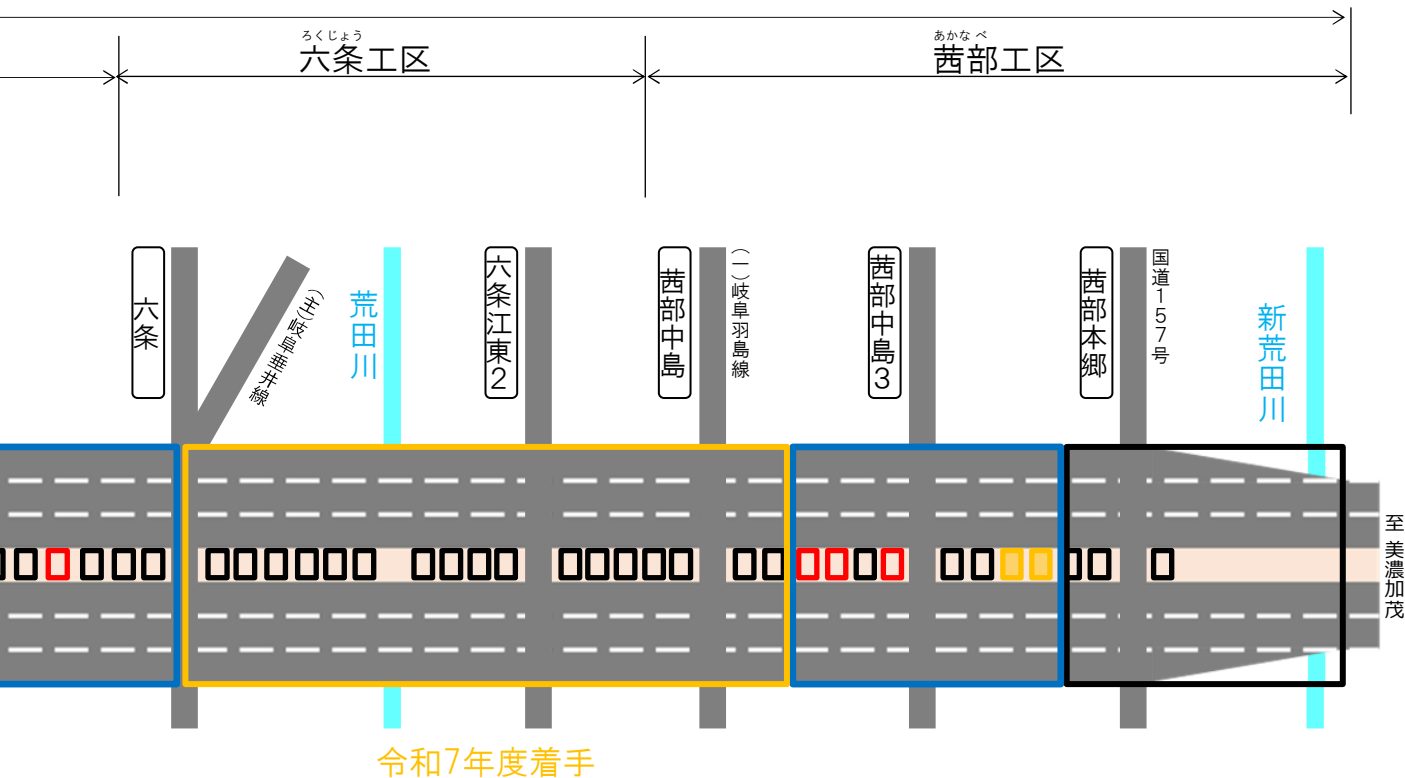 ろくじょう
六条工区
あかなべ
茜部工区
六条
(主)岐阜垂井線
荒田川
六条江東2
茜部中島
(一)岐阜羽島線
茜部中島3
茜部本郷
国道157号
新荒田川
至 美濃加茂
令和7年度着手